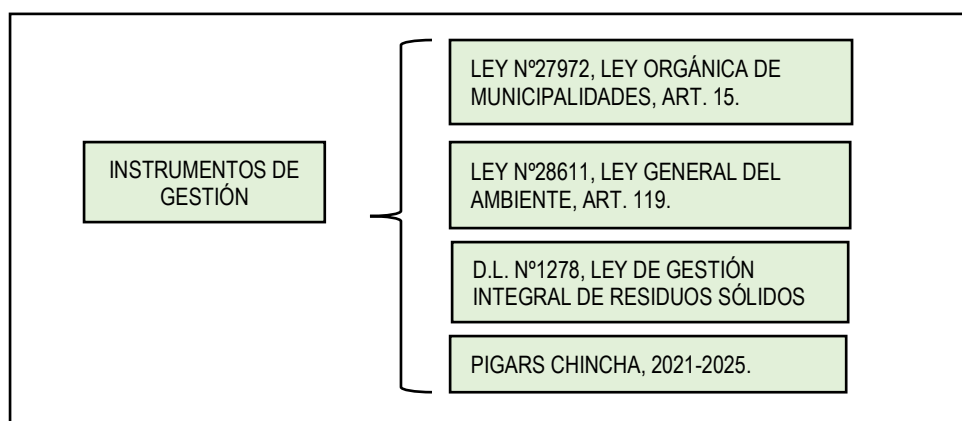 INSTRUMENTOS DE
GESTIÓN
LEY Nº27972, LEY ORGÁNICA DE
MUNICIPALIDADES, ART. 15.
LEY Nº28611, LEY GENERAL DEL
AMBIENTE, ART. 119.
D.L. Nº1278, LEY DE GESTIÓN
INTEGRAL DE RESIDUOS SÓLIDOS
PIGARS CHINCHA, 2021-2025.